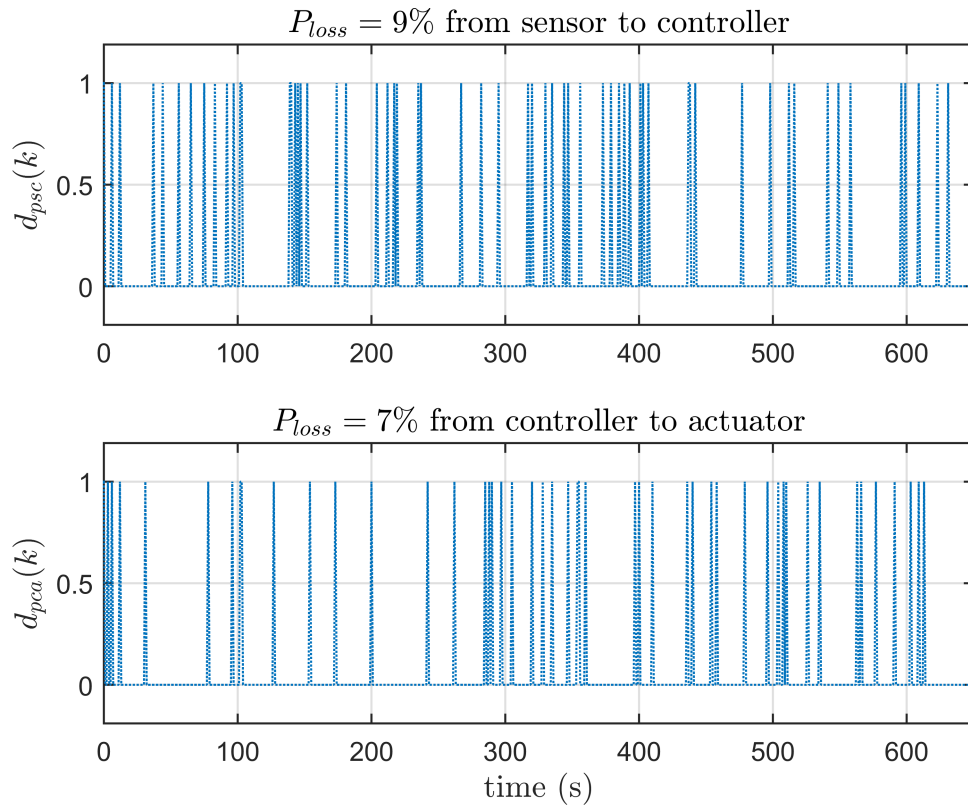 P_loss = 9% from sensor to controller
1
0.5
0
d_psc(k)
0 100 200 300 400 500 600
P_loss = 7% from controller to actuator
1
0.5
0
d_pca(k)
0 100 200 300 400 500 600
time (s)